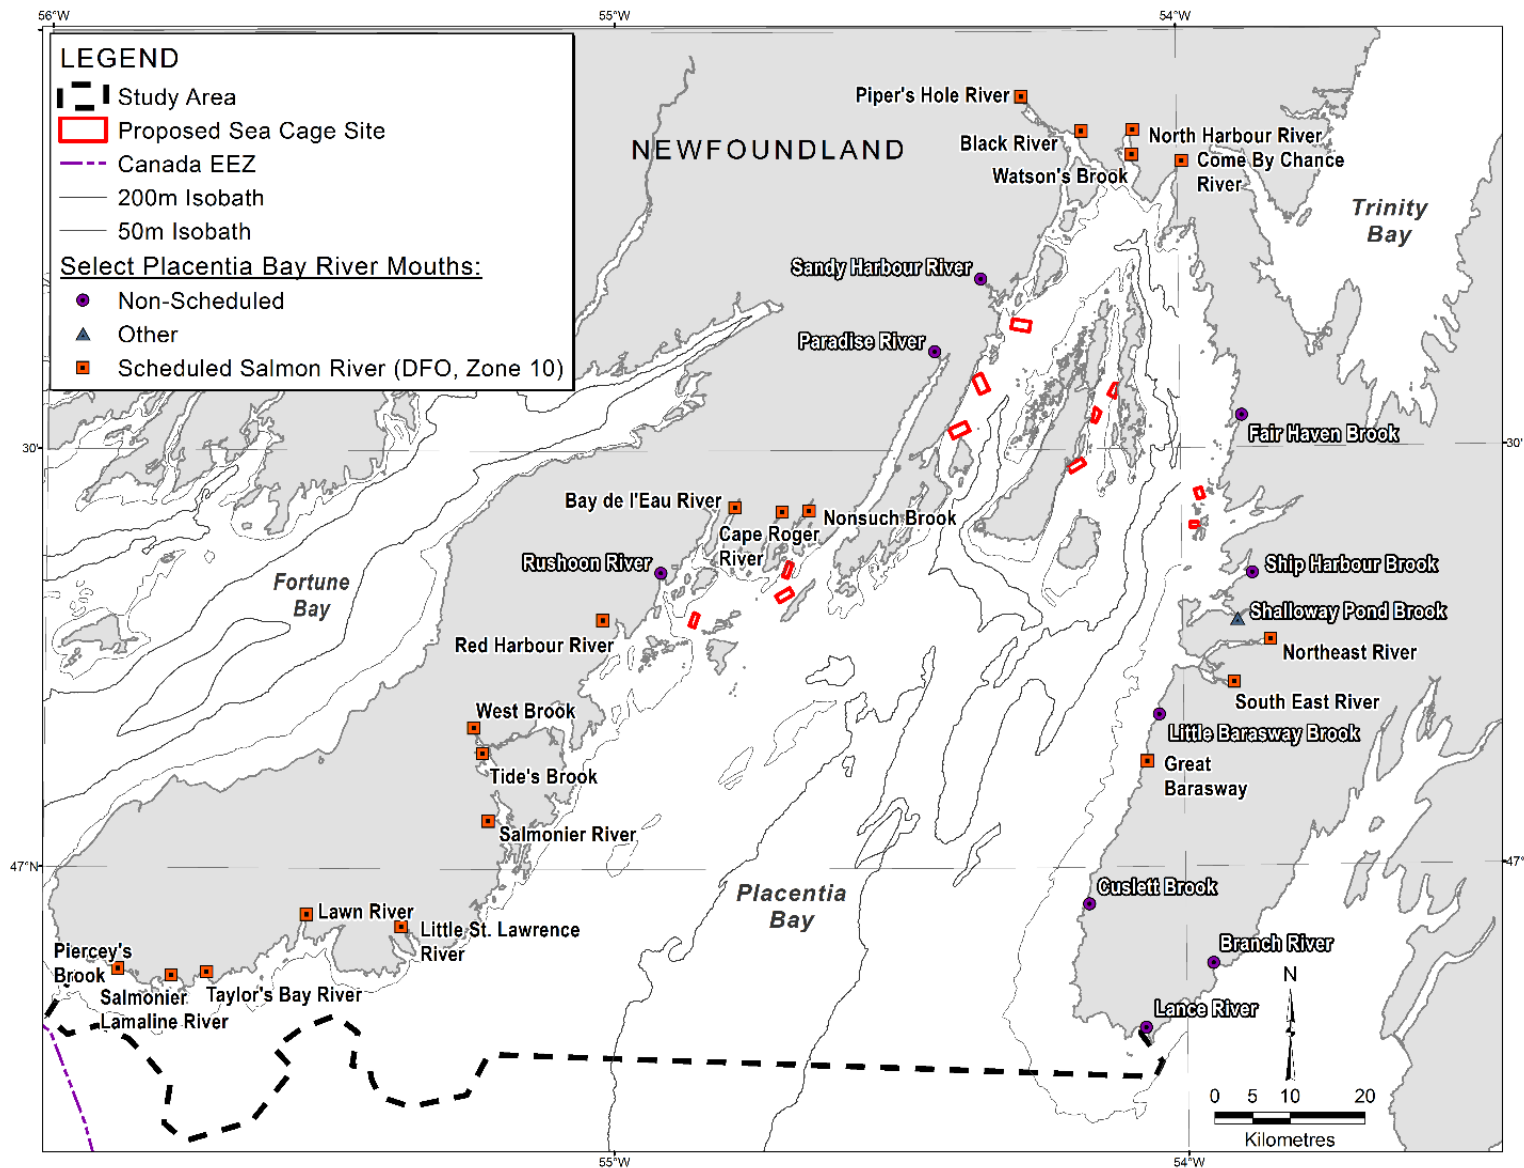 56°W
55°W
54°W
LEGEND
Study Area
Proposed Sea Cage Site
Canada EEZ
200m Isobath
50m Isobath
Select Placentia Bay River Mouths:
Non-Scheduled
Other
Scheduled Salmon River (DFO, Zone 10)
NEWFOUNDLAND
Piper's Hole River
Black River
North Harbour River
Watson's Brook
Come By Chance
River
Trinity
Bay
Sandy Harbour River
Paradise River
Fair Haven Brook
30'
30'
Bay de l'Eau River
Cape Roger
River
Nonsuch Brook
Rushoon River
Ship Harbour Brook
Fortune
Bay
Shalloway Pond Brook
Red Harbour River
Northeast River
South East River
West Brook
Little Barasway Brook
Tide's Brook
Great
Barasway
Salmonier River
47°N
47°
Placentia
Bay
Cuslett Brook
Lawn River
Little St. Lawrence
River
Branch River
Piercey's
Brook
Salmonier
Lamaline River
Taylor's Bay River
Lance River
N
0 5 10 20
Kilometres
55°W
54°W